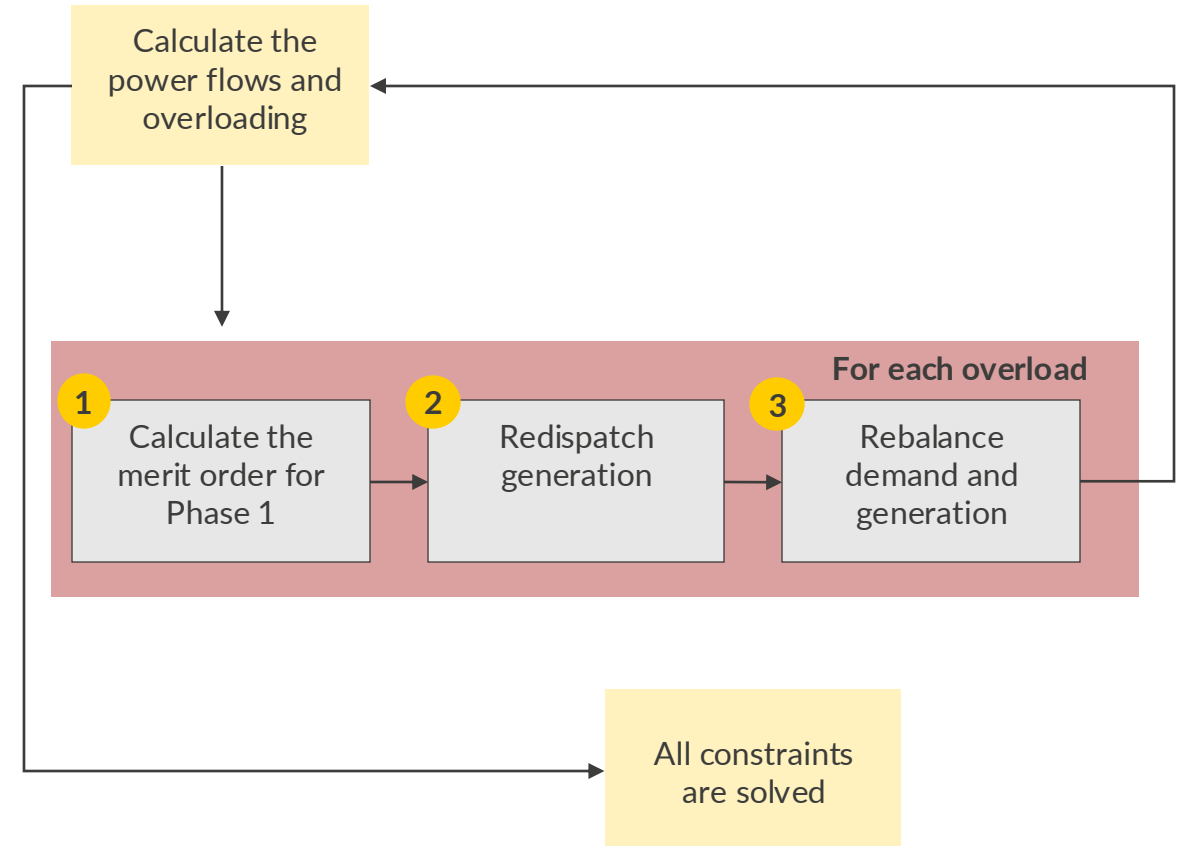 Calculate the
power flows and
overloading
For each overload
1
Calculate the
merit order for
Phase 1
2
Redispatch
generation
3
Rebalance
demand and
generation
All constraints
are solved